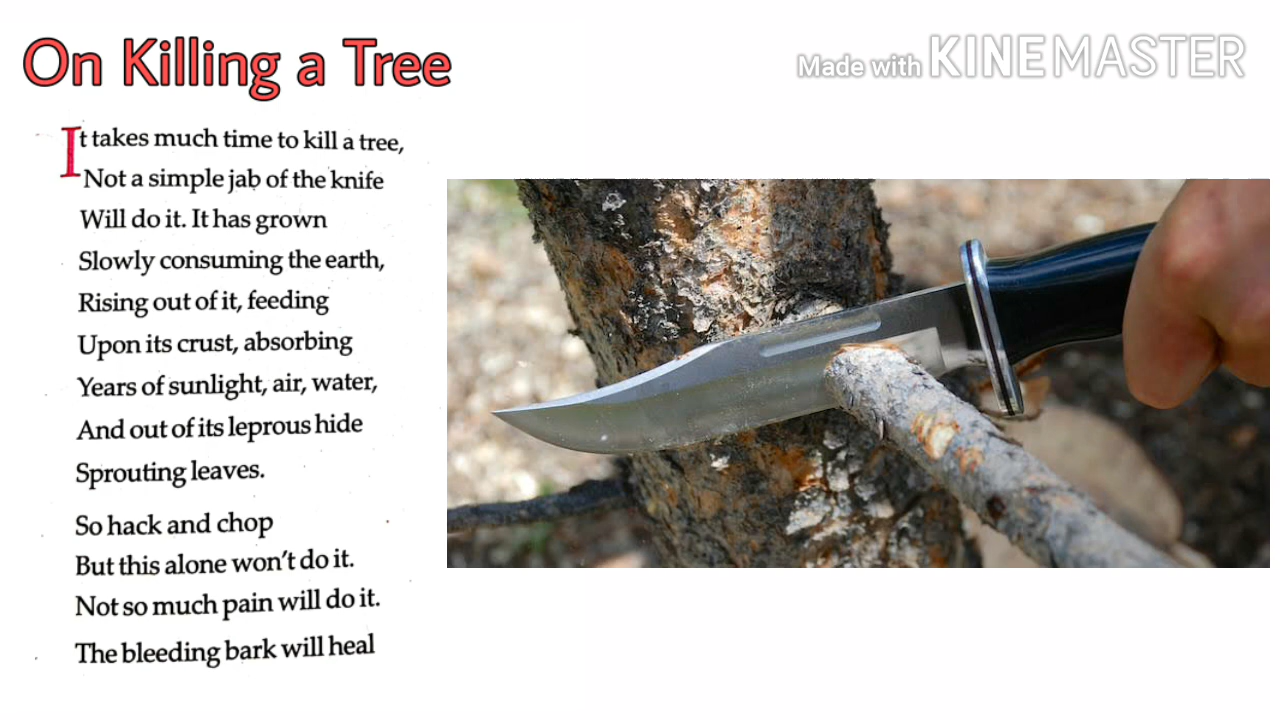 On Killing a Tree
Made with KINEMASTER
It takes much time to kill a tree,
Not a simple jab of the knife
Will do it. It has grown
Slowly consuming the earth,
Rising out of it, feeding
Upon its crust, absorbing
Years of sunlight, air, water,
And out of its leprous hide
Sprouting leaves.
So hack and chop
But this alone won't do it.
Not so much pain will do it.
The bleeding bark will heal